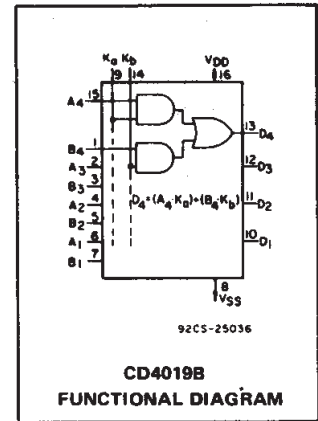 Ka Kb VDD
9 14 16
15
A4
13 D4
1
B4
2
A3
12 D3
3
B3
4
A2
D4=(A4·Ka)+(B4·Kb)
11 D2
5
B2
6
A1
10 D1
7
B1
8
VSS
92CS-25036
CD4019B
FUNCTIONAL DIAGRAM